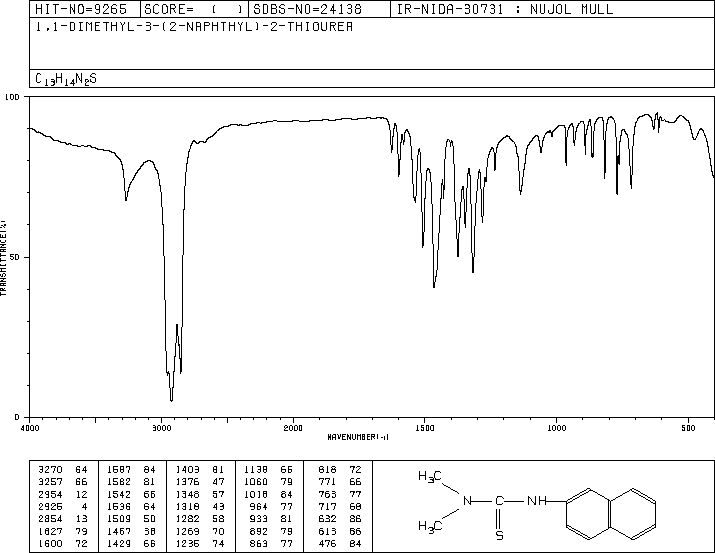 HIT-NO=9265 SCORE= ( ) SDBS-NO=24138 IR-NIDA-30731 : NUJOL MULL
1,1-DIMETHYL-3-(2-NAPHTHYL)-2-THIOUREA
C13H14N2S
100
50
0
TRANSMITTANCE(%)
4000 3000 2000 1500 1000 500
WAVENUMBER(-1)
3270 64 1587 84 1403 81 1138 66 818 72
3257 66 1582 81 1376 47 1060 79 771 66
2954 12 1542 66 1348 57 1018 84 763 77
2925 4 1536 64 1318 43 964 77 717 68
2854 13 1509 50 1282 58 933 81 632 86
1627 79 1467 38 1269 70 892 79 613 86
1600 72 1429 66 1235 74 863 77 476 84
H3C
N C NH
H3C
S